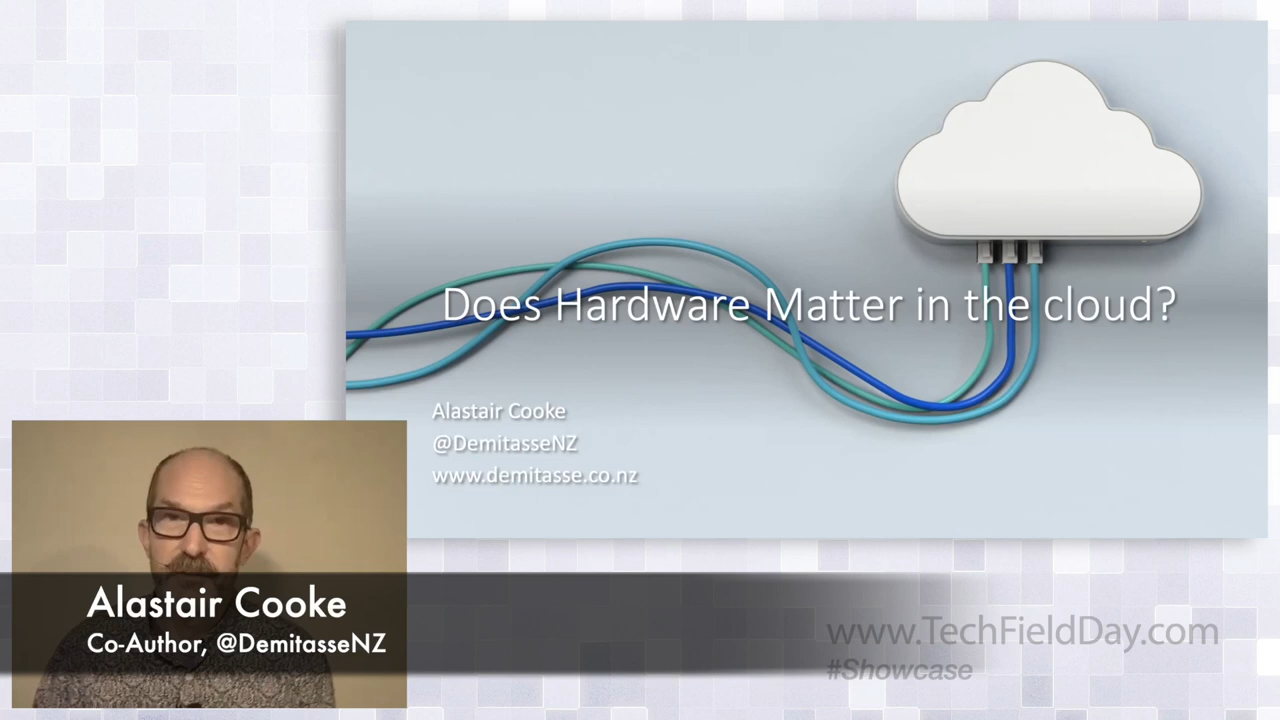 Does Hardware Matter in the cloud?
Alastair Cooke
@DemitasseNZ
www.demitasse.co.nz
Alastair Cooke
Co-Author, @DemitasseNZ
www.TechFieldDay.com
#Showcase